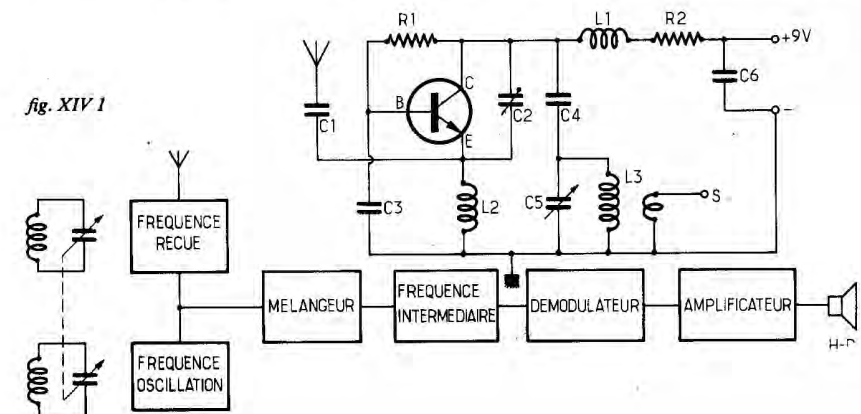 fig. XIV 1
R1
L1
R2
+9V
C6
-
C1
B
C
E
C2
C4
C3
L2
C5
L3
S
FREQUENCE
RECUE
MELANGEUR
FREQUENCE
INTERMEDIAIRE
DEMODULATEUR
AMPLIFICATEUR
FREQUENCE
OSCILLATION